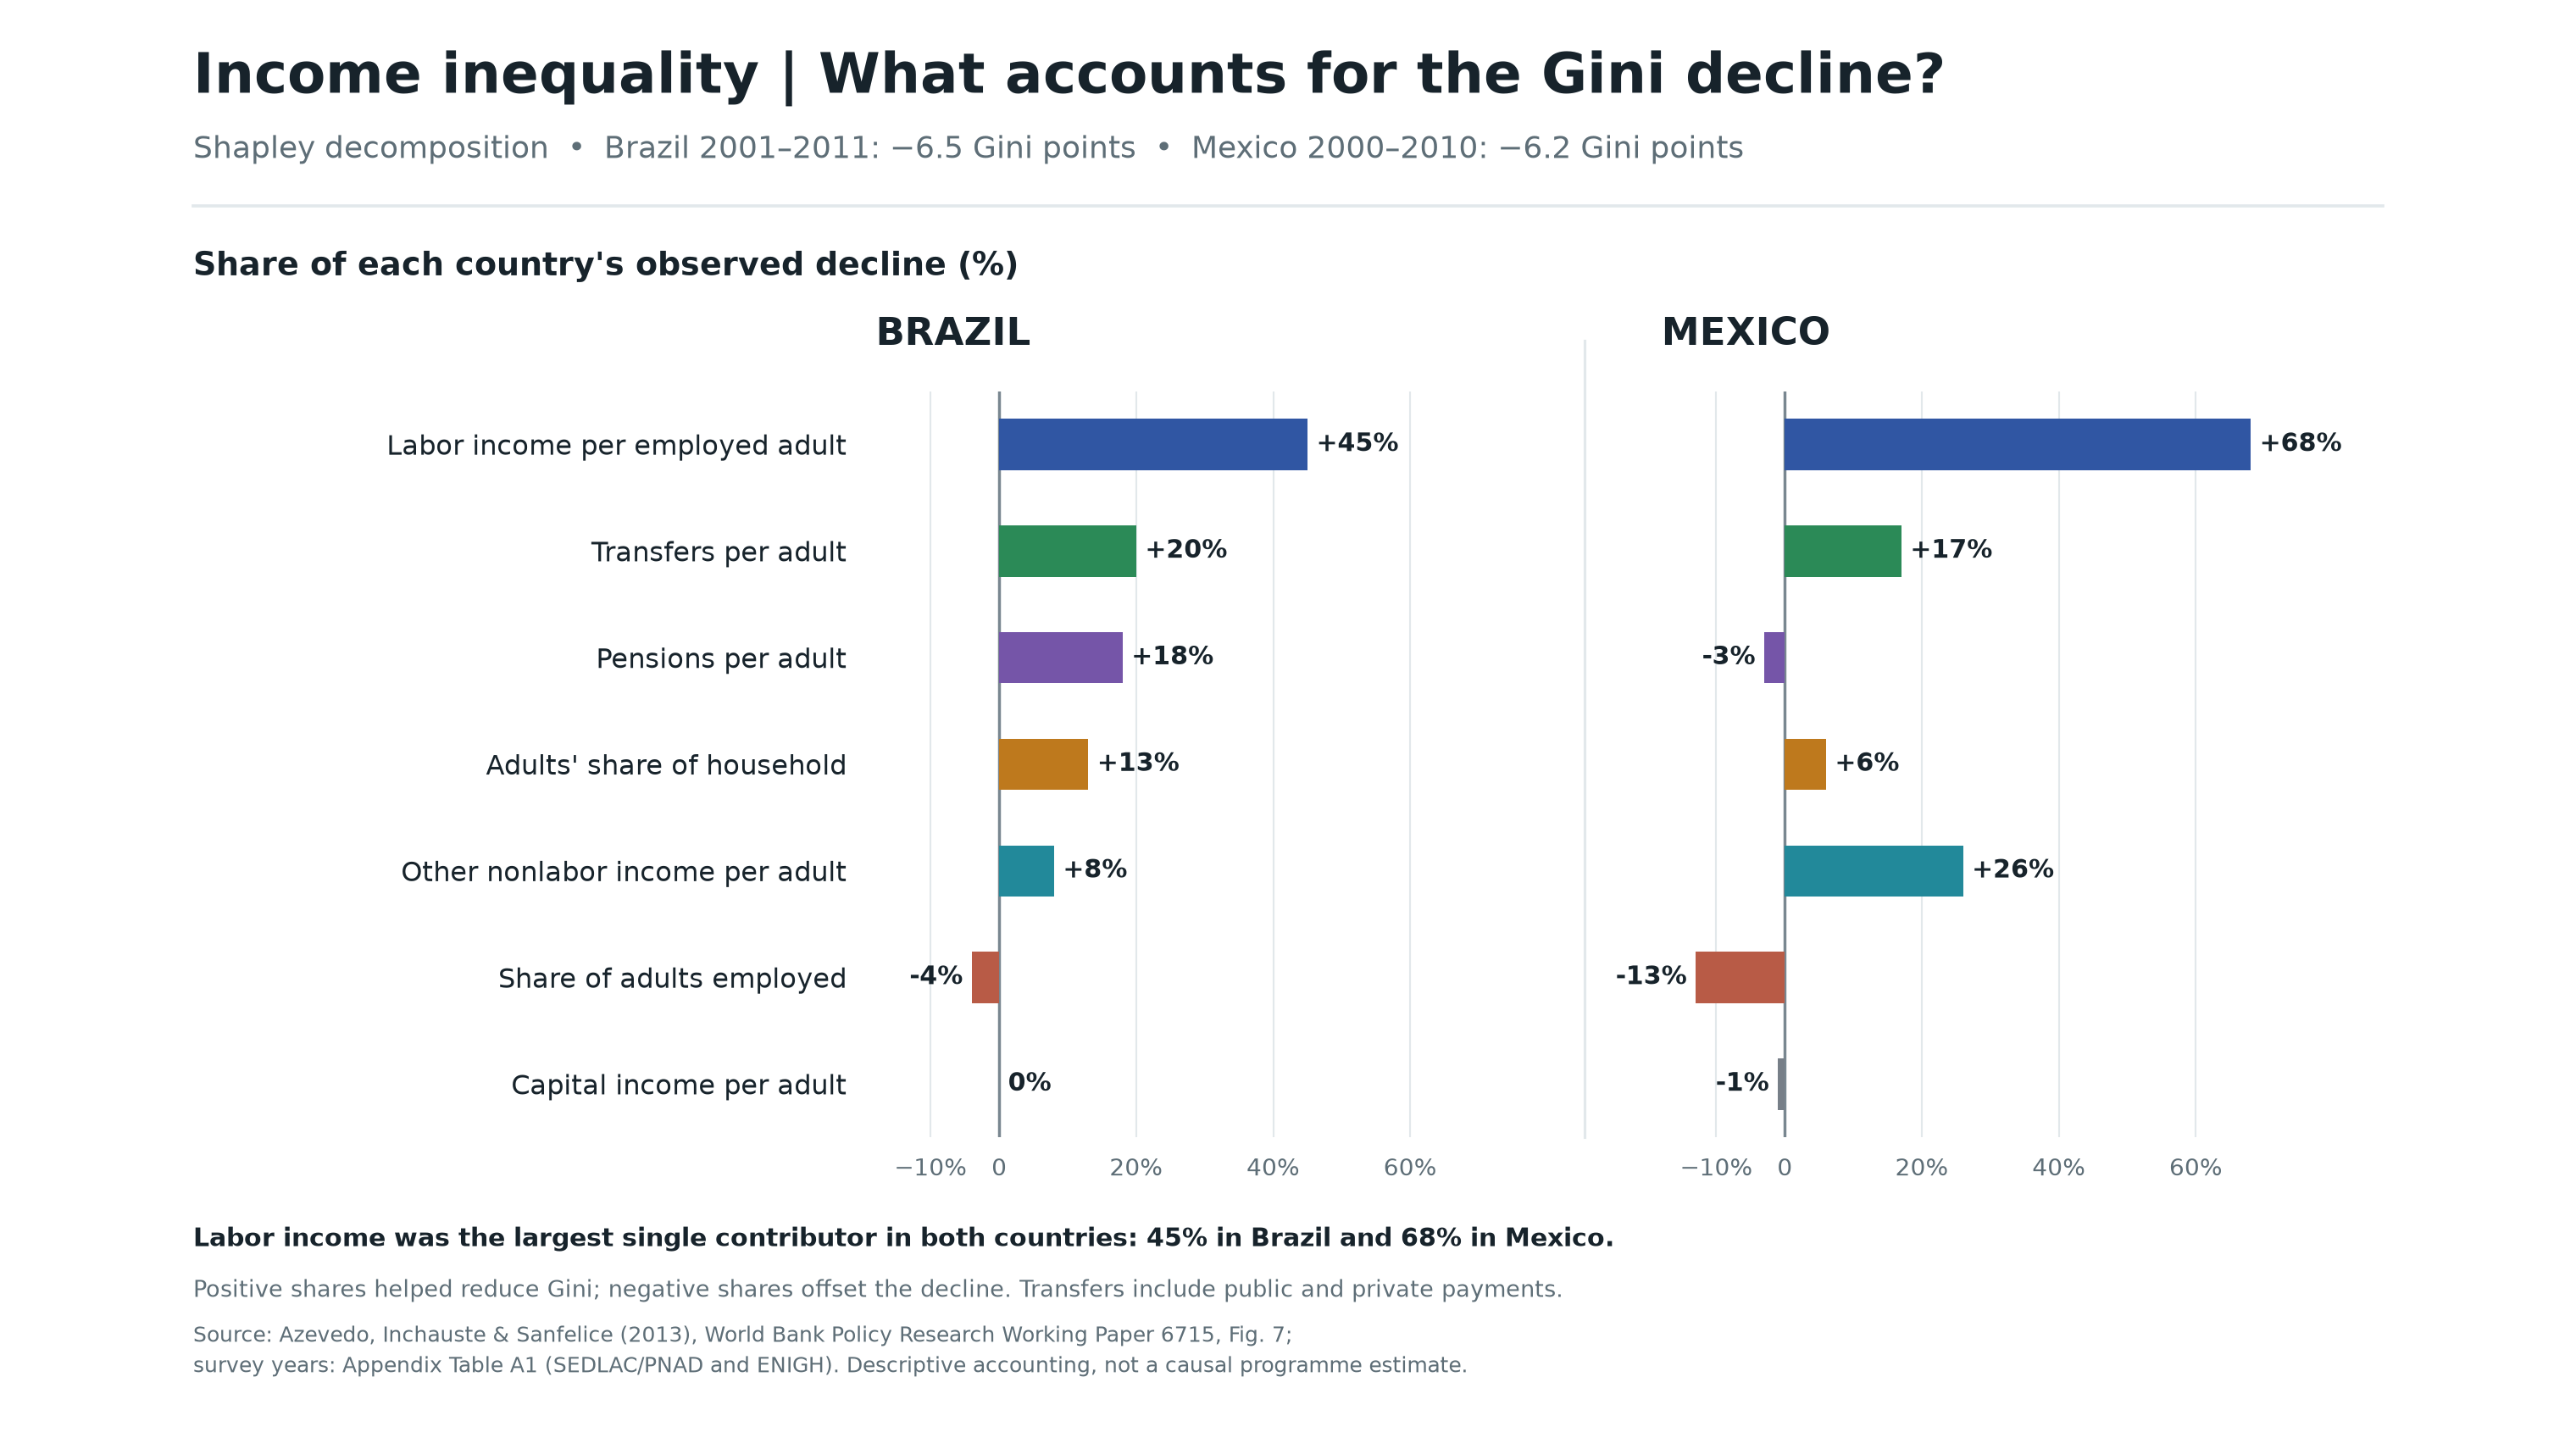 Income inequality | What accounts for the Gini decline?
Shapley decomposition • Brazil 2001–2011: −6.5 Gini points • Mexico 2000–2010: −6.2 Gini points
Share of each country's observed decline (%)
BRAZIL MEXICO
Labor income per employed adult +45% +68%
Transfers per adult +20% +17%
Pensions per adult +18% -3%
Adults' share of household +13% +6%
Other nonlabor income per adult +8% +26%
Share of adults employed -4% -13%
Capital income per adult 0% -1%
−10% 0 20% 40% 60% −10% 0 20% 40% 60%
Labor income was the largest single contributor in both countries: 45% in Brazil and 68% in Mexico.
Positive shares helped reduce Gini; negative shares offset the decline. Transfers include public and private payments.
Source: Azevedo, Inchauste & Sanfelice (2013), World Bank Policy Research Working Paper 6715, Fig. 7;
survey years: Appendix Table A1 (SEDLAC/PNAD and ENIGH). Descriptive accounting, not a causal programme estimate.